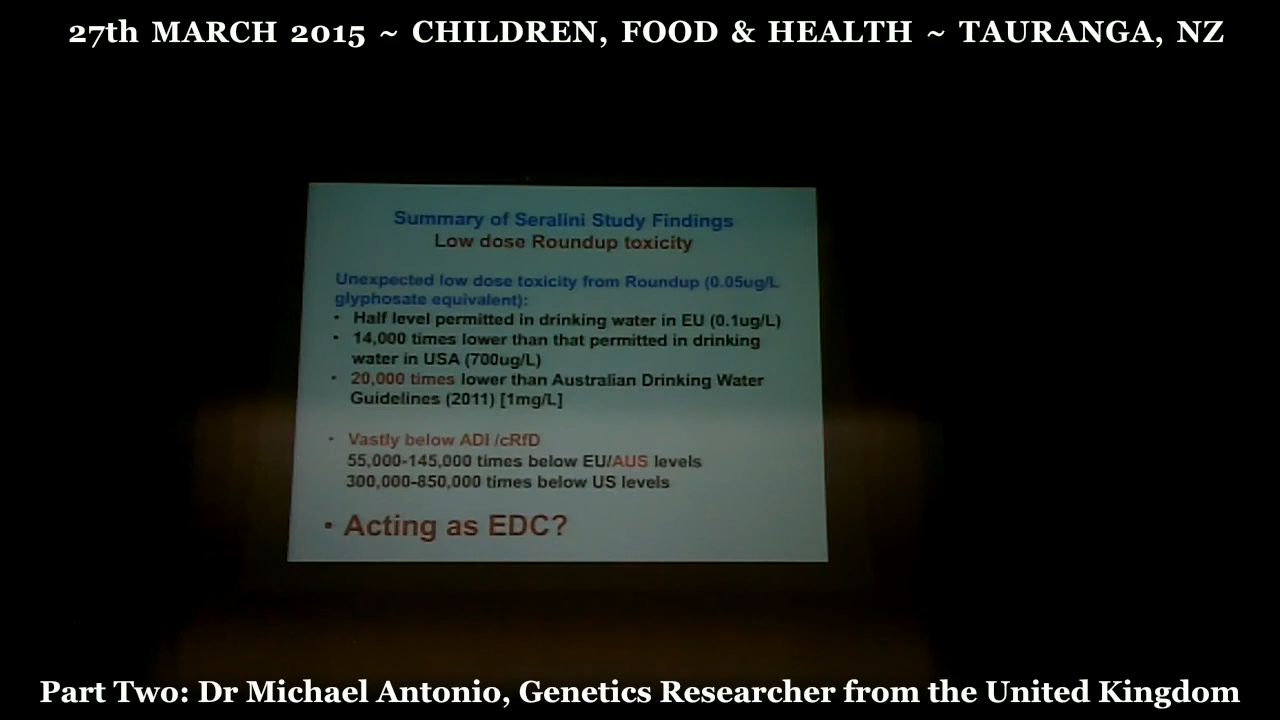 27th MARCH 2015 ~ CHILDREN, FOOD & HEALTH ~ TAURANGA, NZ
Summary of Seralini Study Findings
Low dose Roundup toxicity
Unexpected low dose toxicity from Roundup (0.05ug/L
glyphosate equivalent):
• Half level permitted in drinking water in EU (0.1ug/L)
• 14,000 times lower than that permitted in drinking
water in USA (700ug/L)
• 20,000 times lower than Australian Drinking Water
Guidelines (2011) [1mg/L]
• Vastly below ADI /cRfD
55,000-145,000 times below EU/AUS levels
300,000-850,000 times below US levels
• Acting as EDC?
Part Two: Dr Michael Antonio, Genetics Researcher from the United Kingdom